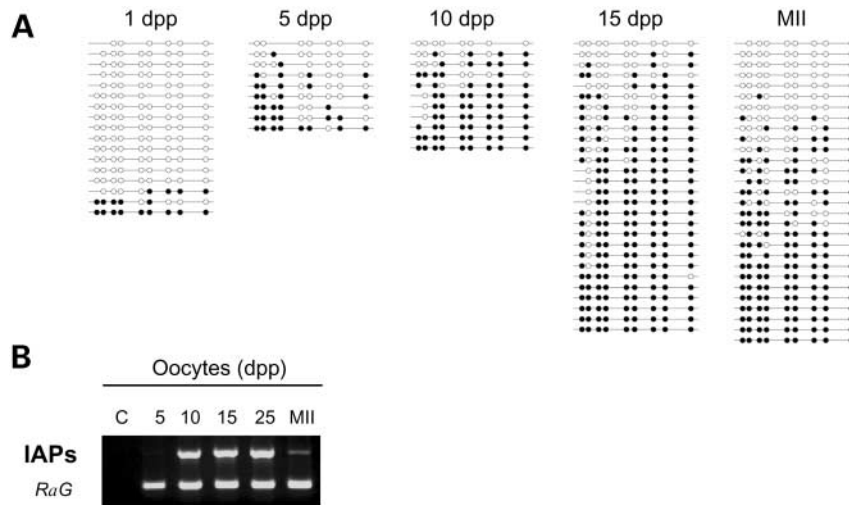 A
1 dpp 5 dpp 10 dpp 15 dpp MII
B
Oocytes (dpp)
C 5 10 15 25 MII
IAPs
RaG